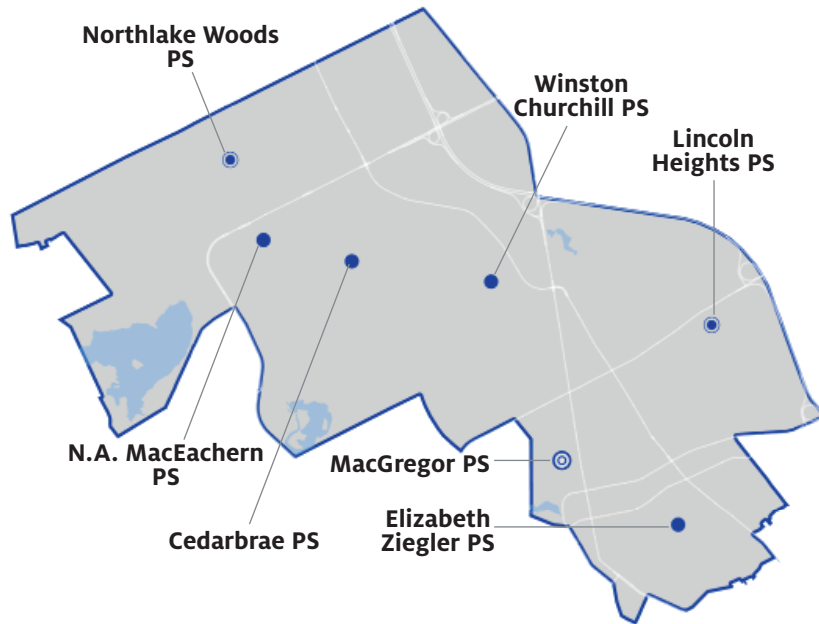 Northlake Woods
PS
Winston
Churchill PS
Lincoln
Heights PS
N.A. MacEachern
PS
MacGregor PS
Cedarbrae PS
Elizabeth
Ziegler PS